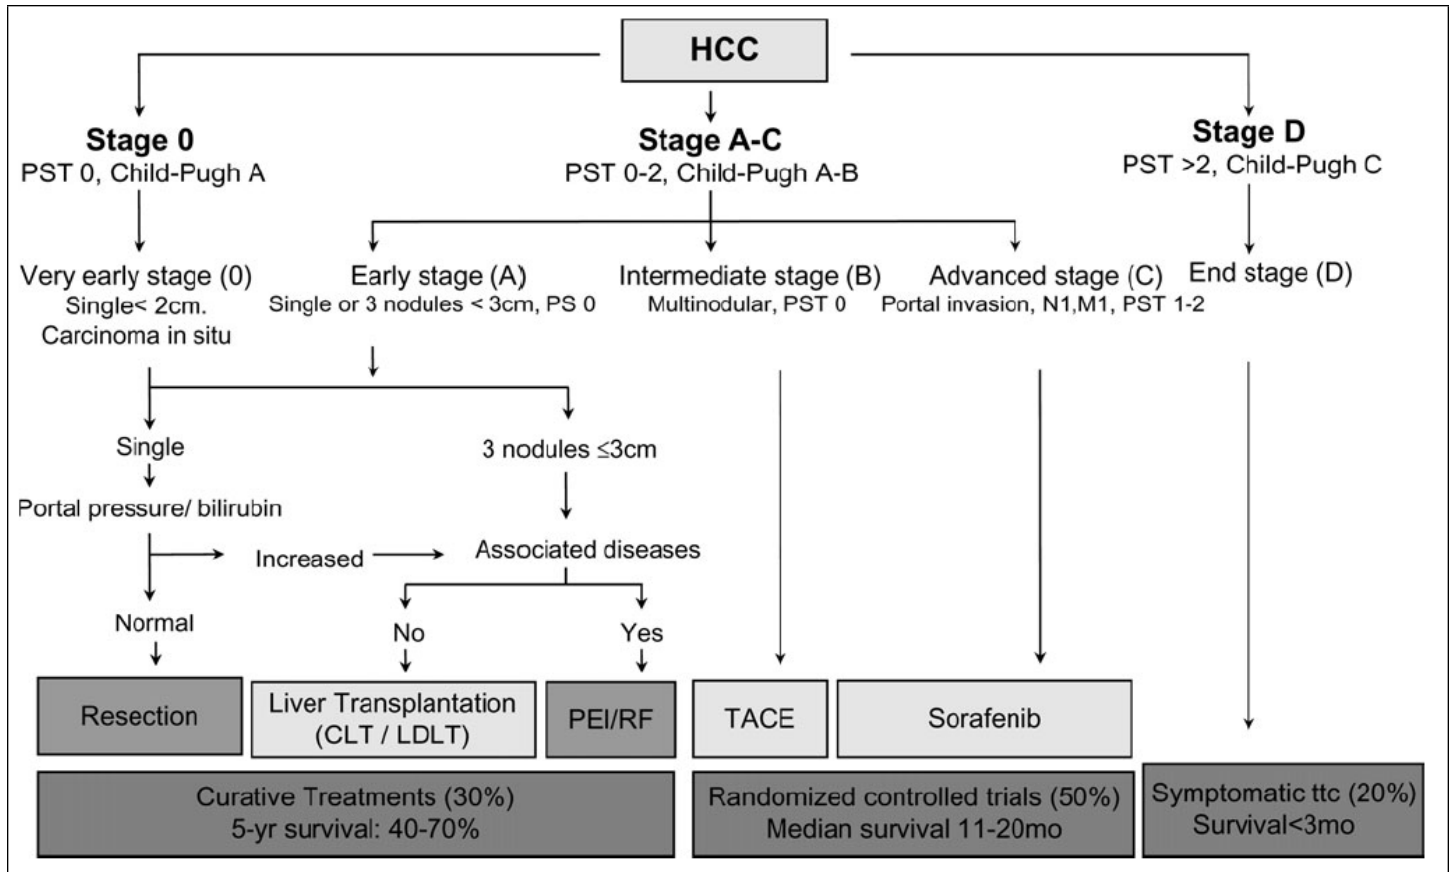 HCC
Stage 0
PST 0, Child-Pugh A
Stage A-C
PST 0-2, Child-Pugh A-B
Stage D
PST >2, Child-Pugh C
Very early stage (0)
Single< 2cm.
Carcinoma in situ
Early stage (A)
Single or 3 nodules < 3cm, PS 0
Intermediate stage (B)
Multinodular, PST 0
Advanced stage (C)
Portal invasion, N1,M1, PST 1-2
End stage (D)
Single
3 nodules ≤3cm
Portal pressure/ bilirubin
Increased
Associated diseases
Normal
No
Yes
Resection
Liver Transplantation
(CLT / LDLT)
PEI/RF
TACE
Sorafenib
Curative Treatments (30%)
5-yr survival: 40-70%
Randomized controlled trials (50%)
Median survival 11-20mo
Symptomatic ttc (20%)
Survival<3mo